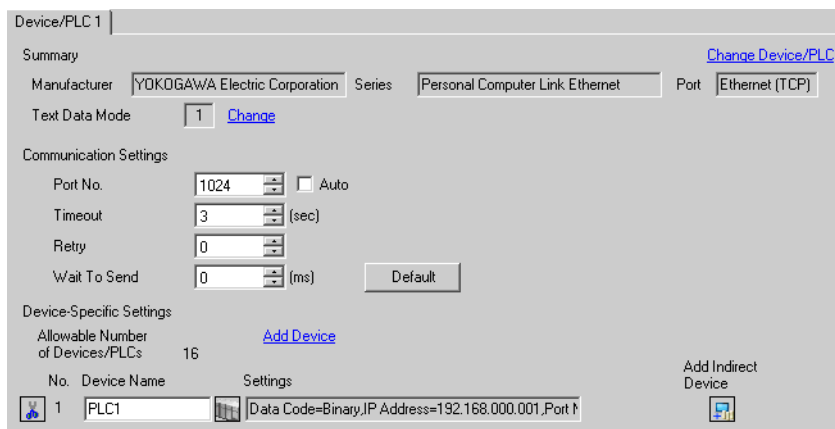 Device/PLC 1
Summary Change Device/PLC
Manufacturer YOKOGAWA Electric Corporation Series Personal Computer Link Ethernet Port Ethernet (TCP)
Text Data Mode 1 Change
Communication Settings
Port No. 1024 Auto
Timeout 3 (sec)
Retry 0
Wait To Send 0 (ms) Default
Device-Specific Settings
Allowable Number Add Device
of Devices/PLCs 16
Add Indirect
No. Device Name Settings Device
1 PLC1 Data Code=Binary,IP Address=192.168.000.001,Port